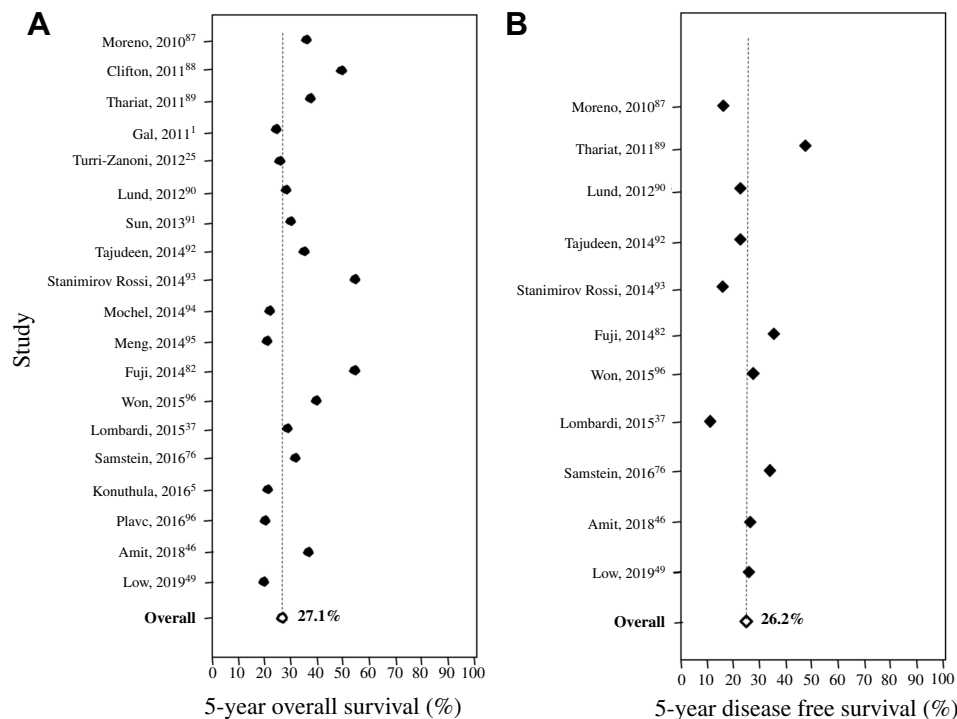 A
Moreno, 2010⁸⁷
Clifton, 2011⁸⁸
Thariat, 2011⁸⁹
Gal, 2011¹
Turri-Zanoni, 2012²⁵
Lund, 2012⁹⁰
Sun, 2013⁹¹
Tajudeen, 2014⁹²
Stanimirov Rossi, 2014⁹³
Mochel, 2014⁹⁴
Meng, 2014⁹⁵
Fuji, 2014⁸²
Won, 2015⁹⁶
Lombardi, 2015³⁷
Samstein, 2016⁷⁶
Konuthula, 2016⁵
Plavc, 2016⁹⁶
Amit, 2018⁴⁶
Low, 2019⁴⁹
Overall
27.1%
Study
0 10 20 30 40 50 60 70 80 90 100
5-year overall survival (%)
B
Moreno, 2010⁸⁷
Thariat, 2011⁸⁹
Lund, 2012⁹⁰
Tajudeen, 2014⁹²
Stanimirov Rossi, 2014⁹³
Fuji, 2014⁸²
Won, 2015⁹⁶
Lombardi, 2015³⁷
Samstein, 2016⁷⁶
Amit, 2018⁴⁶
Low, 2019⁴⁹
Overall
26.2%
0 10 20 30 40 50 60 70 80 90 100
5-year disease free survival (%)